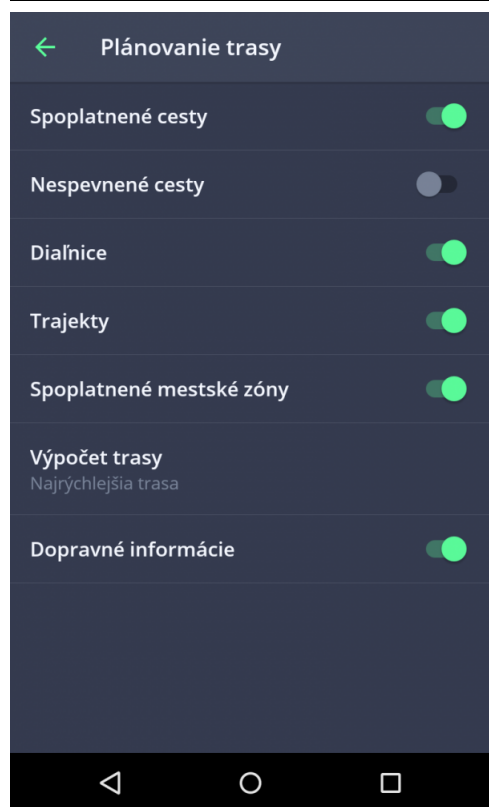 Plánovanie trasy
Spoplatnené cesty
Nespevnené cesty
Diaľnice
Trajekty
Spoplatnené mestské zóny
Výpočet trasy
Najrýchlejšia trasa
Dopravné informácie